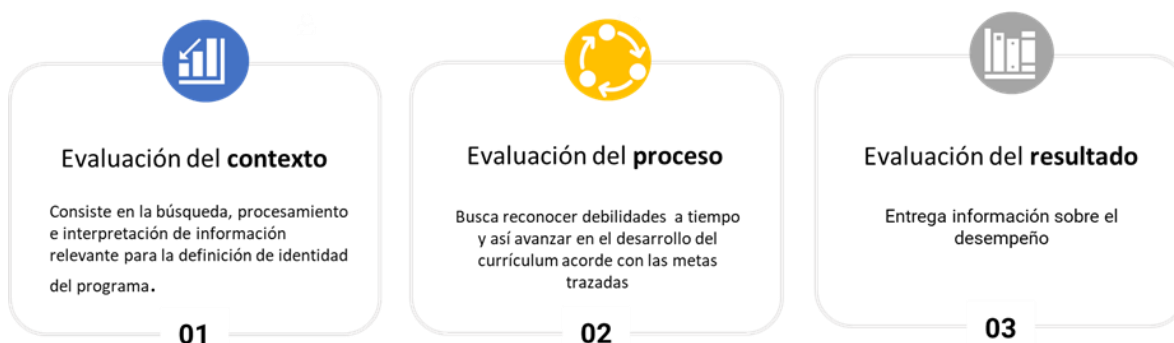 Evaluación del contexto
Consiste en la búsqueda, procesamiento
e interpretación de información
relevante para la definición de identidad
del programa.
01
Evaluación del proceso
Busca reconocer debilidades a tiempo
y así avanzar en el desarrollo del
currículum acorde con las metas
trazadas
02
Evaluación del resultado
Entrega información sobre el
desempeño
03